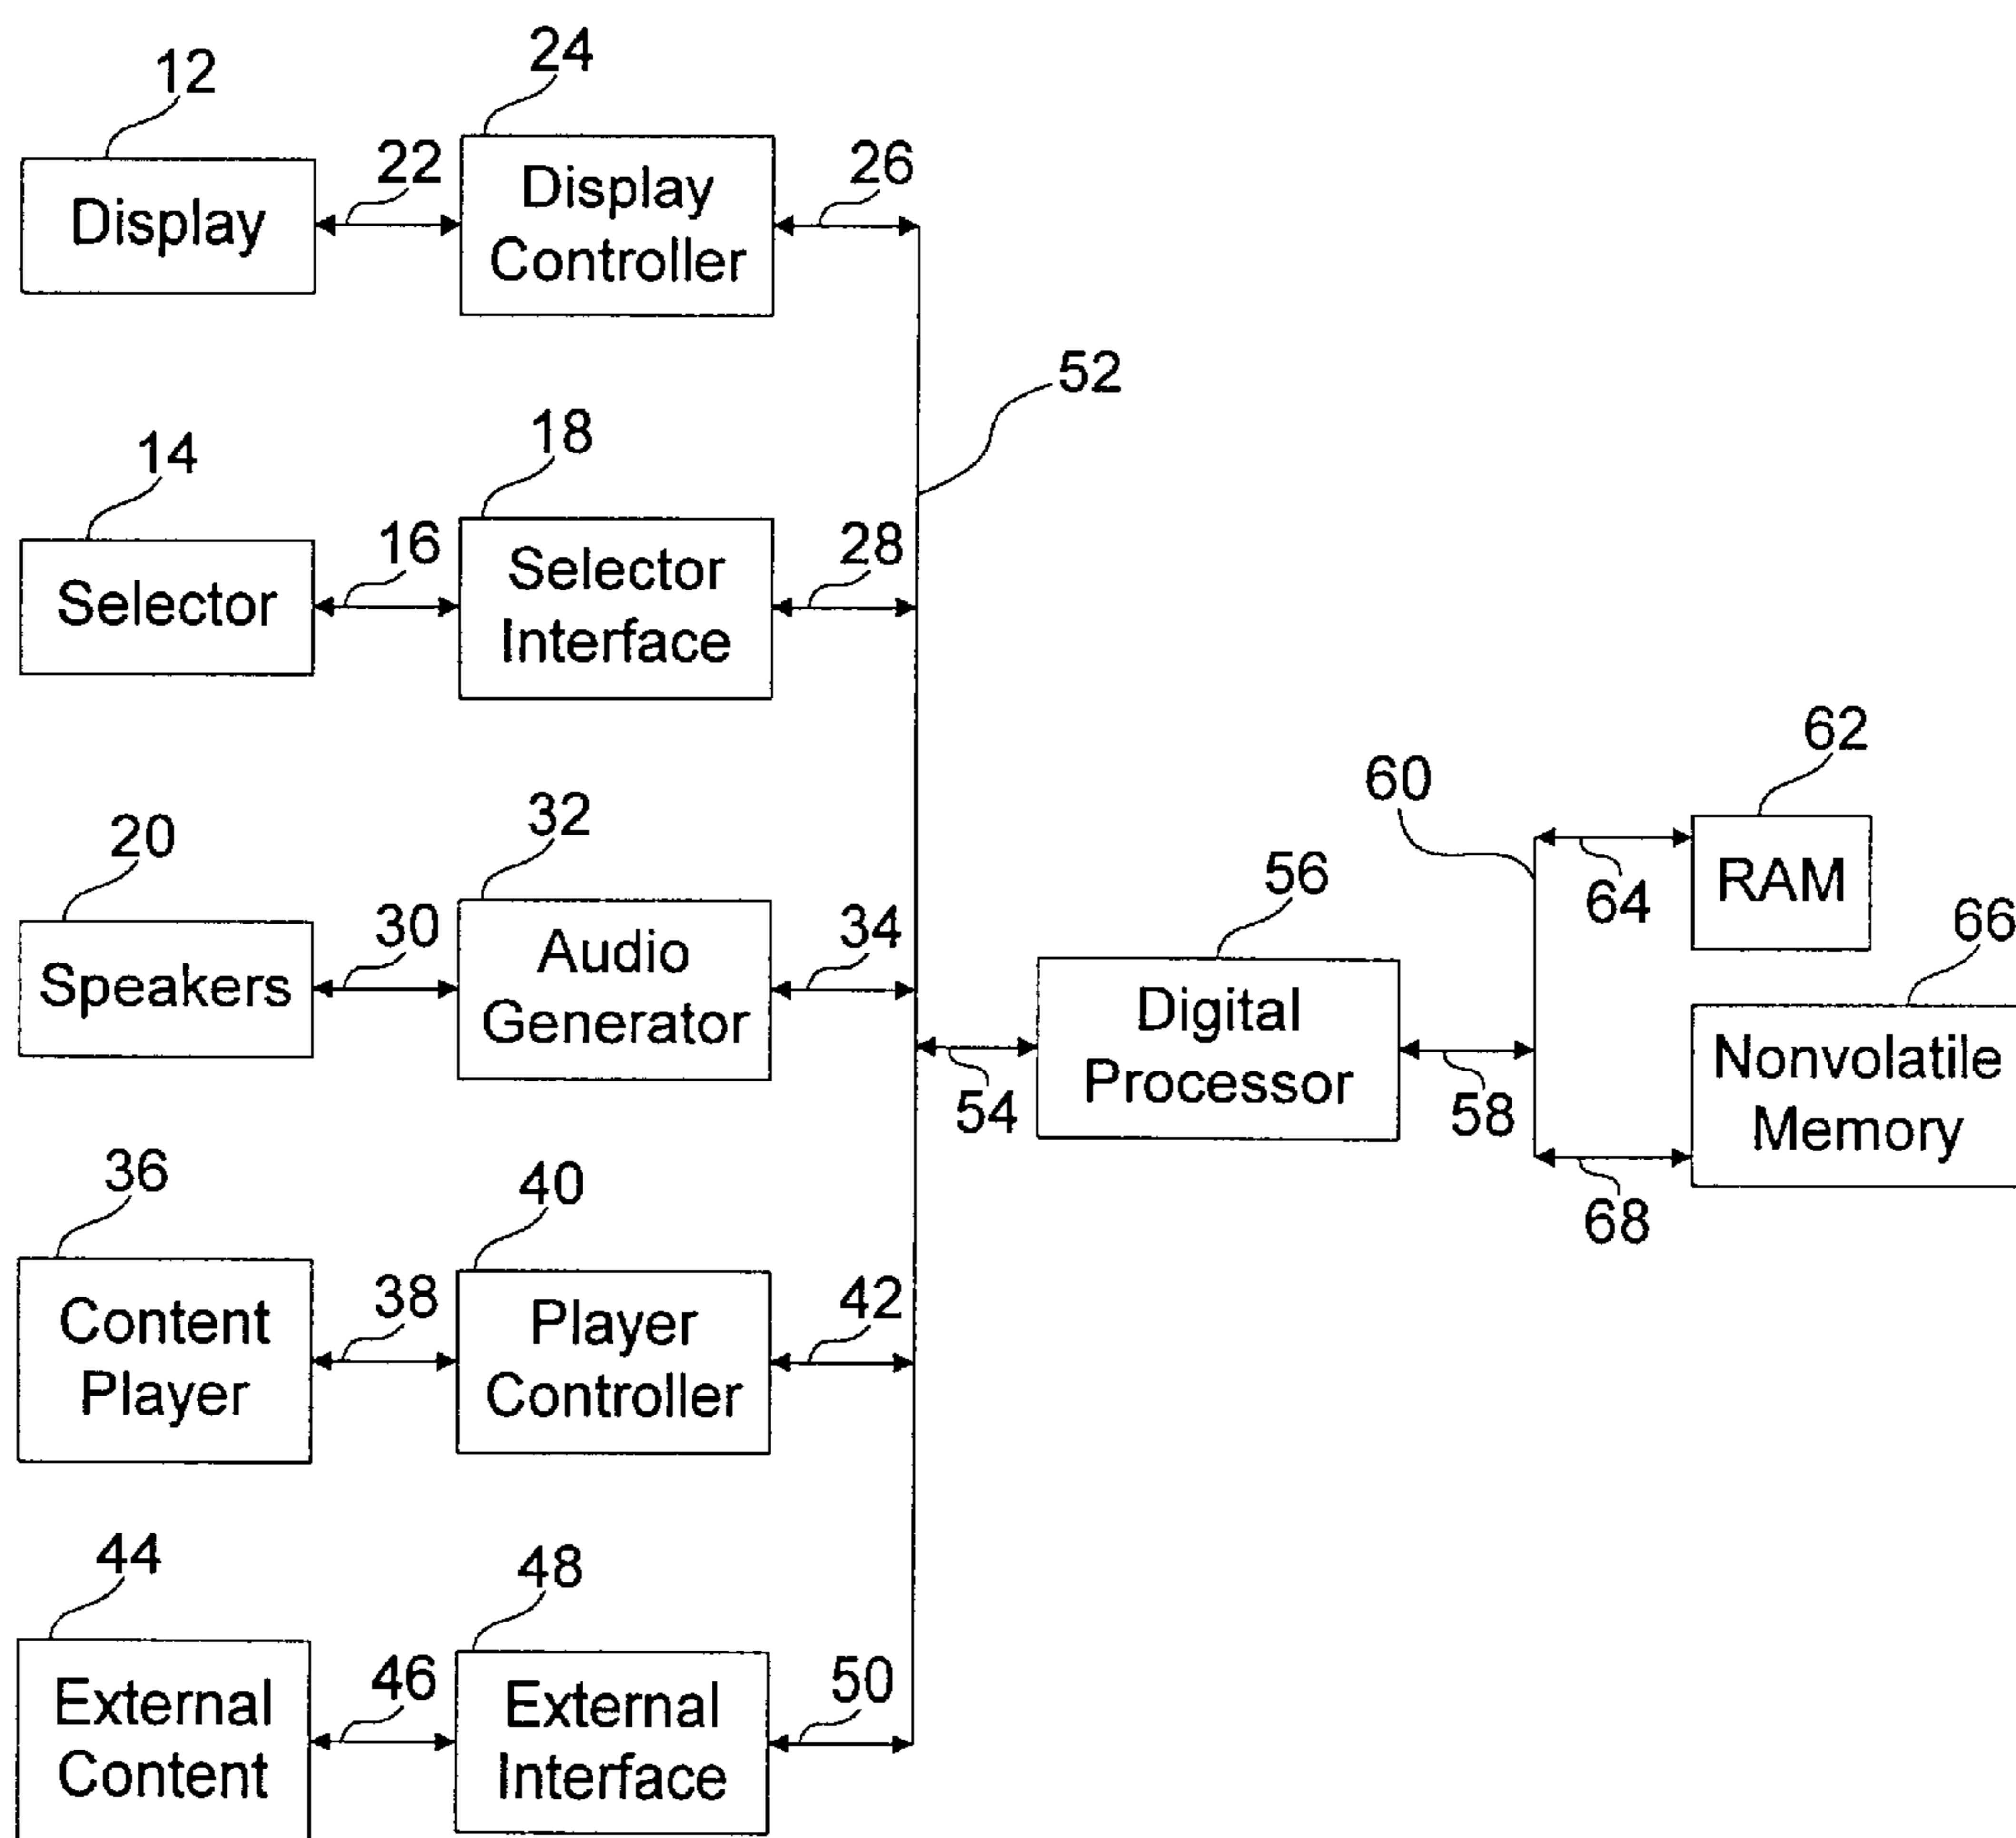 12
24
22
26
Display
Display
Controller
52
14
18
16
28
Selector
Selector
Interface
20
32
30
34
Speakers
Audio
Generator
62
60
64
RAM
56
66
54
Digital
Processor
58
Nonvolatile
Memory
68
36
40
38
42
Content
Player
Player
Controller
44
48
46
50
External
Content
External
Interface